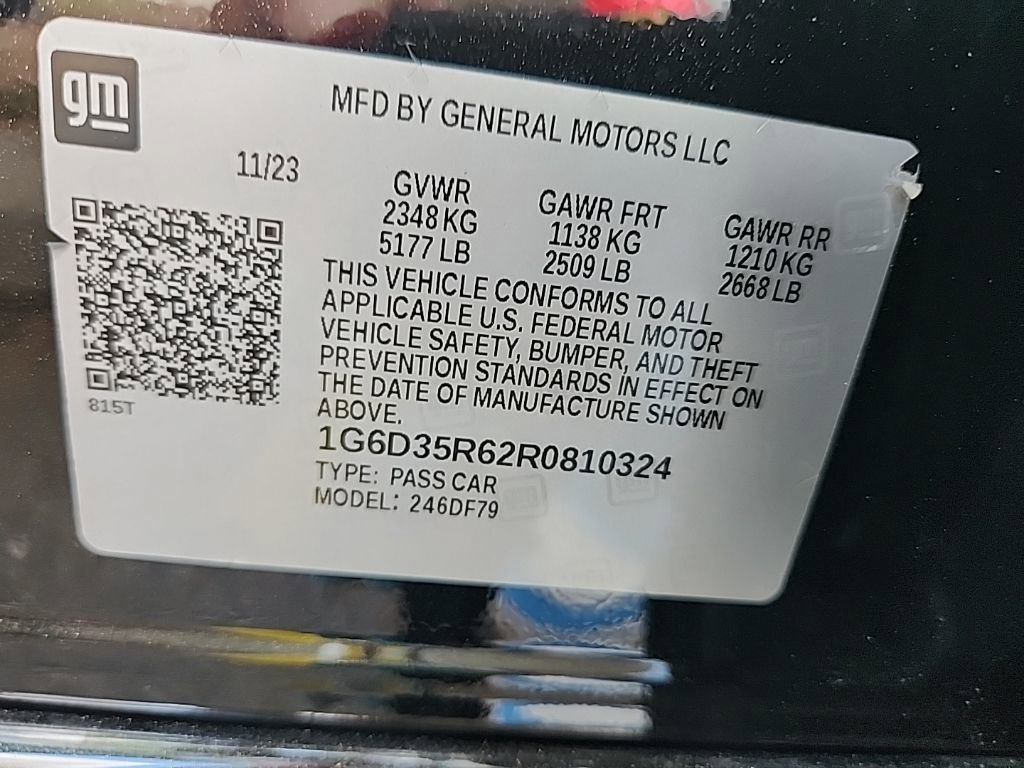 gm
MFD BY GENERAL MOTORS LLC
11/23
GVWR
2348 KG
5177 LB
GAWR FRT
1138 KG
2509 LB
GAWR RR
1210 KG
2668 LB
THIS VEHICLE CONFORMS TO ALL
APPLICABLE U.S. FEDERAL MOTOR
VEHICLE SAFETY, BUMPER, AND THEFT
PREVENTION STANDARDS IN EFFECT ON
THE DATE OF MANUFACTURE SHOWN
ABOVE.
815T
1G6D35R62R0810324
TYPE: PASS CAR
MODEL: 246DF79